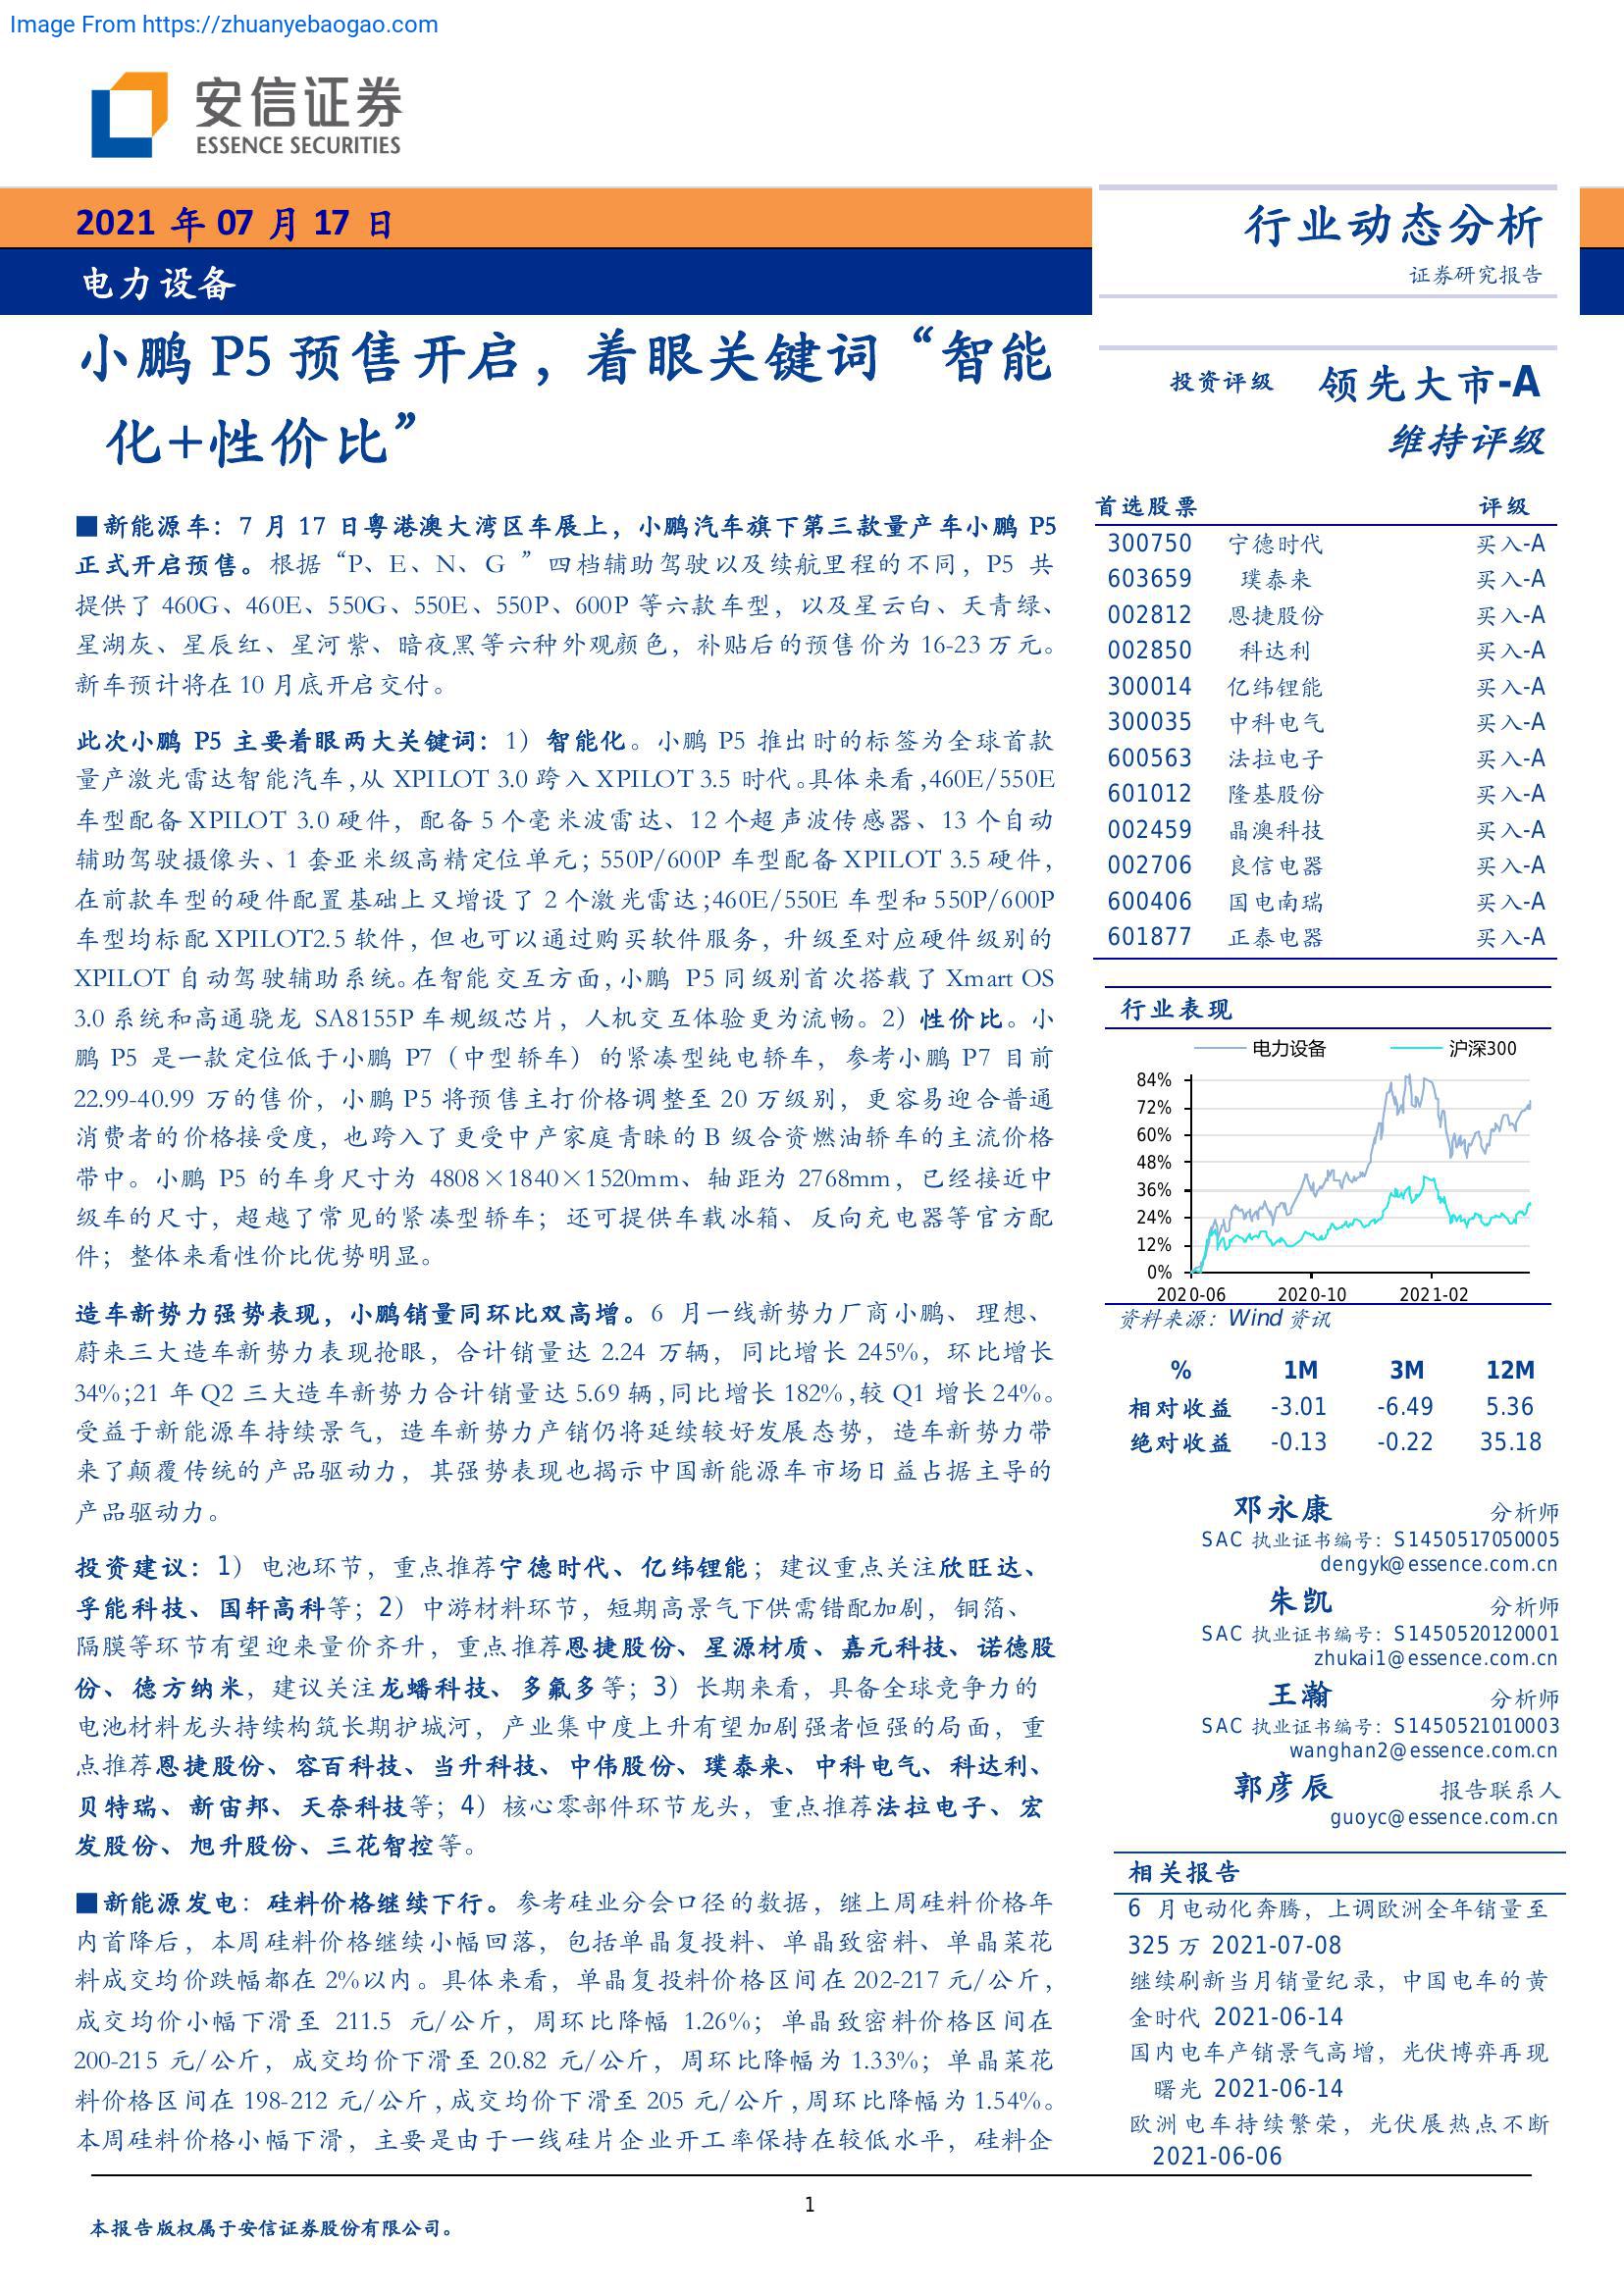 Image From https://zhuanyebaogao.com
安信证券
ESSENCE SECURITIES
2021 年 07 月 17 日
电力设备
行业动态分析
证券研究报告
小鹏 P5 预售开启，着眼关键词“智能
化+性价比”
■新能源车：7 月 17 日粤港澳大湾区车展上，小鹏汽车旗下第三款量产车小鹏 P5
正式开启预售。根据“P、E、N、G ”四档辅助驾驶以及续航里程的不同，P5 共
提供了 460G、460E、550G、550E、550P、600P 等六款车型，以及星云白、天青绿、
星湖灰、星辰红、星河紫、暗夜黑等六种外观颜色，补贴后的预售价为 16-23 万元。
新车预计将在 10 月底开启交付。
此次小鹏 P5 主要着眼两大关键词：1）智能化。小鹏 P5 推出时的标签为全球首款
量产激光雷达智能汽车,从 XPILOT 3.0 跨入 XPILOT 3.5 时代。具体来看,460E/550E
车型配备 XPILOT 3.0 硬件，配备 5 个毫米波雷达、12 个超声波传感器、13 个自动
辅助驾驶摄像头、1 套亚米级高精定位单元；550P/600P 车型配备 XPILOT 3.5 硬件，
在前款车型的硬件配置基础上又增设了 2 个激光雷达;460E/550E 车型和 550P/600P
车型均标配 XPILOT2.5 软件，但也可以通过购买软件服务，升级至对应硬件级别的
XPILOT 自动驾驶辅助系统。在智能交互方面,小鹏 P5 同级别首次搭载了 Xmart OS
3.0 系统和高通骁龙 SA8155P 车规级芯片，人机交互体验更为流畅。2）性价比。小
鹏 P5 是一款定位低于小鹏 P7（中型轿车）的紧凑型纯电轿车，参考小鹏 P7 目前
22.99-40.99 万的售价，小鹏 P5 将预售主打价格调整至 20 万级别，更容易迎合普通
消费者的价格接受度，也跨入了更受中产家庭青睐的 B 级合资燃油轿车的主流价格
带中。小鹏 P5 的车身尺寸为 4808×1840×1520mm、轴距为 2768mm，已经接近中
级车的尺寸，超越了常见的紧凑型轿车；还可提供车载冰箱、反向充电器等官方配
件；整体来看性价比优势明显。
造车新势力强势表现，小鹏销量同环比双高增。6 月一线新势力厂商小鹏、理想、
蔚来三大造车新势力表现抢眼，合计销量达 2.24 万辆，同比增长 245%，环比增长
34%;21 年 Q2 三大造车新势力合计销量达 5.69 辆,同比增长 182%,较 Q1 增长 24%。
受益于新能源车持续景气，造车新势力产销仍将延续较好发展态势，造车新势力带
来了颠覆传统的产品驱动力，其强势表现也揭示中国新能源车市场日益占据主导的
产品驱动力。
投资建议：1）电池环节，重点推荐宁德时代、亿纬锂能；建议重点关注欣旺达、
孚能科技、国轩高科等；2）中游材料环节，短期高景气下供需错配加剧，铜箔、
隔膜等环节有望迎来量价齐升，重点推荐恩捷股份、星源材质、嘉元科技、诺德股
份、德方纳米，建议关注龙蟠科技、多氟多等；3）长期来看，具备全球竞争力的
电池材料龙头持续构筑长期护城河，产业集中度上升有望加剧强者恒强的局面，重
点推荐恩捷股份、容百科技、当升科技、中伟股份、璞泰来、中科电气、科达利、
贝特瑞、新宙邦、天奈科技等；4）核心零部件环节龙头，重点推荐法拉电子、宏
发股份、旭升股份、三花智控等。
■新能源发电：硅料价格继续下行。参考硅业分会口径的数据，继上周硅料价格年
内首降后，本周硅料价格继续小幅回落，包括单晶复投料、单晶致密料、单晶菜花
料成交均价跌幅都在 2%以内。具体来看，单晶复投料价格区间在 202-217 元/公斤，
成交均价小幅下滑至 211.5 元/公斤，周环比降幅 1.26%；单晶致密料价格区间在
200-215 元/公斤，成交均价下滑至 20.82 元/公斤，周环比降幅为 1.33%；单晶菜花
料价格区间在 198-212 元/公斤,成交均价下滑至 205 元/公斤,周环比降幅为 1.54%。
本周硅料价格小幅下滑，主要是由于一线硅片企业开工率保持在较低水平，硅料企
投资评级 领先大市-A
维持评级
首选股票 评级
300750 宁德时代 买入-A
603659 璞泰来 买入-A
002812 恩捷股份 买入-A
002850 科达利 买入-A
300014 亿纬锂能 买入-A
300035 中科电气 买入-A
600563 法拉电子 买入-A
601012 隆基股份 买入-A
002459 晶澳科技 买入-A
002706 良信电器 买入-A
600406 国电南瑞 买入-A
601877 正泰电器 买入-A
行业表现
电力设备 沪深300
84%
72%
60%
48%
36%
24%
12%
0%
2020-06 2020-10 2021-02
资料来源：Wind 资讯
% 1M 3M 12M
相对收益 -3.01 -6.49 5.36
绝对收益 -0.13 -0.22 35.18
邓永康 分析师
SAC 执业证书编号：S1450517050005
dengyk@essence.com.cn
朱凯 分析师
SAC 执业证书编号：S1450520120001
zhukai1@essence.com.cn
王瀚 分析师
SAC 执业证书编号：S1450521010003
wanghan2@essence.com.cn
郭彦辰 报告联系人
guoyc@essence.com.cn
相关报告
6 月电动化奔腾，上调欧洲全年销量至
325 万 2021-07-08
继续刷新当月销量纪录，中国电车的黄
金时代 2021-06-14
国内电车产销景气高增，光伏博弈再现
曙光 2021-06-14
欧洲电车持续繁荣，光伏展热点不断
2021-06-06
1
本报告版权属于安信证券股份有限公司。